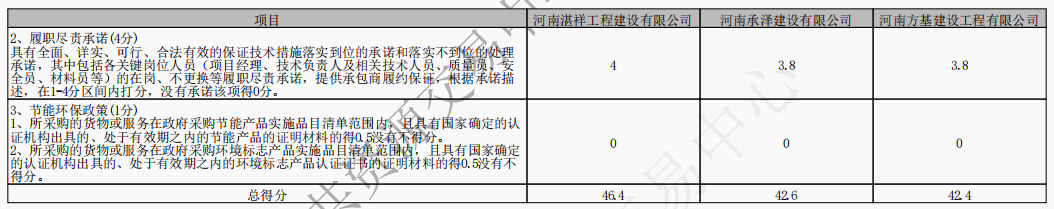 项目 河南湛祥工程建设有限公司 河南承泽建设有限公司 河南方基建设工程有限公司
2、履职尽责承诺(4分)
具有全面、详实、可行、合法有效的保证技术措施落实到位的承诺和落实不到位的处理
承诺，其中包括各关键岗位人员（项目经理、技术负责人及相关技术人员、质量员、安
全员、材料员等）的在岗、不更换等履职尽责承诺，提供承包商履约保证，根据承诺描
述，在1-4分区间内打分，没有承诺该项得0分。
4 3.8 3.8
3、节能环保政策(1分)
1、所采购的货物或服务在政府采购节能产品实施品目清单范围内，且具有国家确定的认
证机构出具的、处于有效期之内的节能产品的证明材料的得0.5没有不得分。
2、所采购的货物或服务在政府采购环境标志产品实施品目清单范围内，且具有国家确定
的认证机构出具的、处于有效期之内的环境标志产品认证证书的证明材料的得0.5没有不
得分。
0 0 0
总得分 46.4 42.6 42.4
共资源交易中
易中心